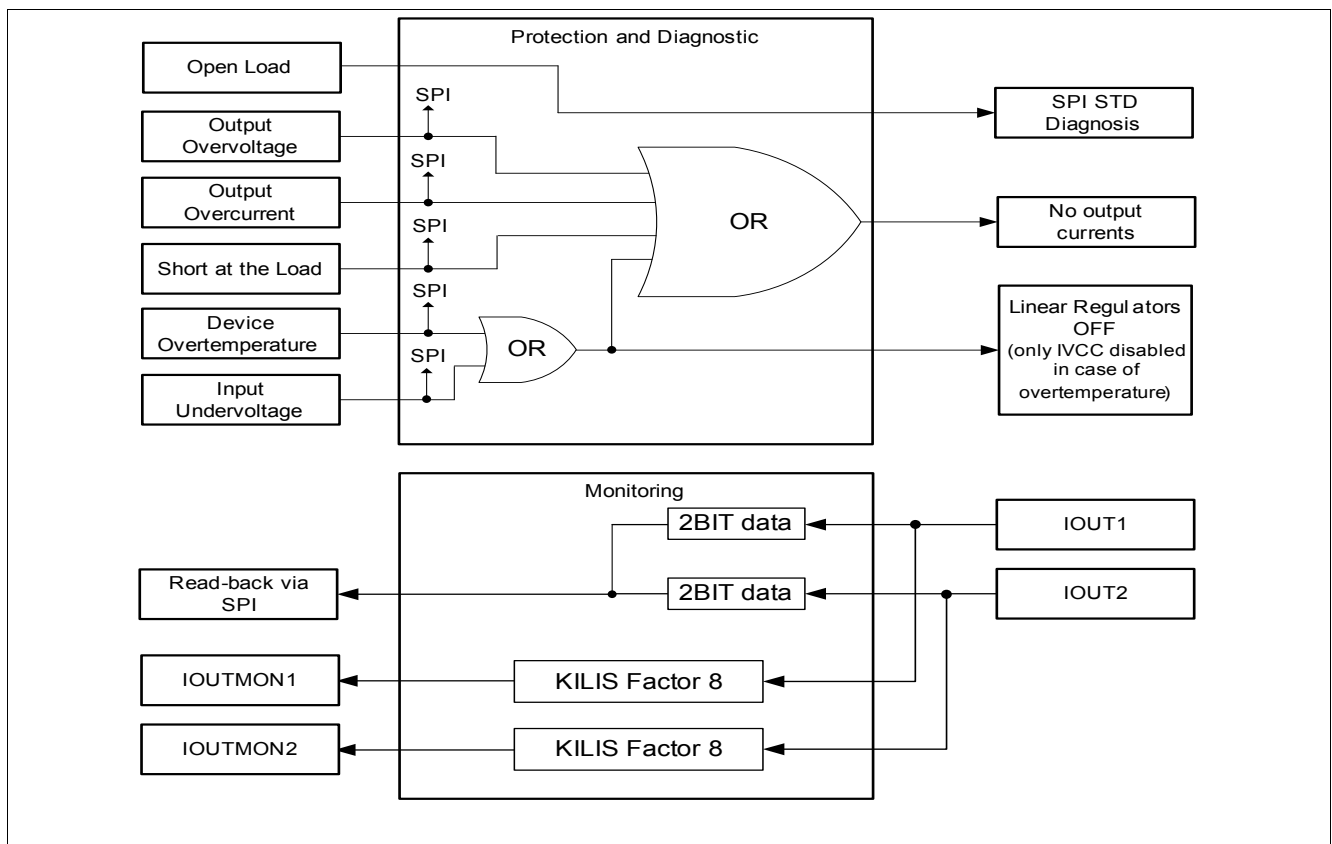 Protection and Diagnostic
Open Load
SPI
SPI STD
Diagnosis
Output
Overvoltage
SPI
Output
Overcurrent
OR
No output
currents
SPI
Short at the Load
SPI
Device
Overtemperature
OR
Linear Regulators
OFF
(only IVCC disabled
in case of
overtemperature)
SPI
Input
Undervoltage
Monitoring
2BIT data
IOUT1
Read-back via
SPI
2BIT data
IOUT2
IOUTMON1
KILIS Factor 8
IOUTMON2
KILIS Factor 8